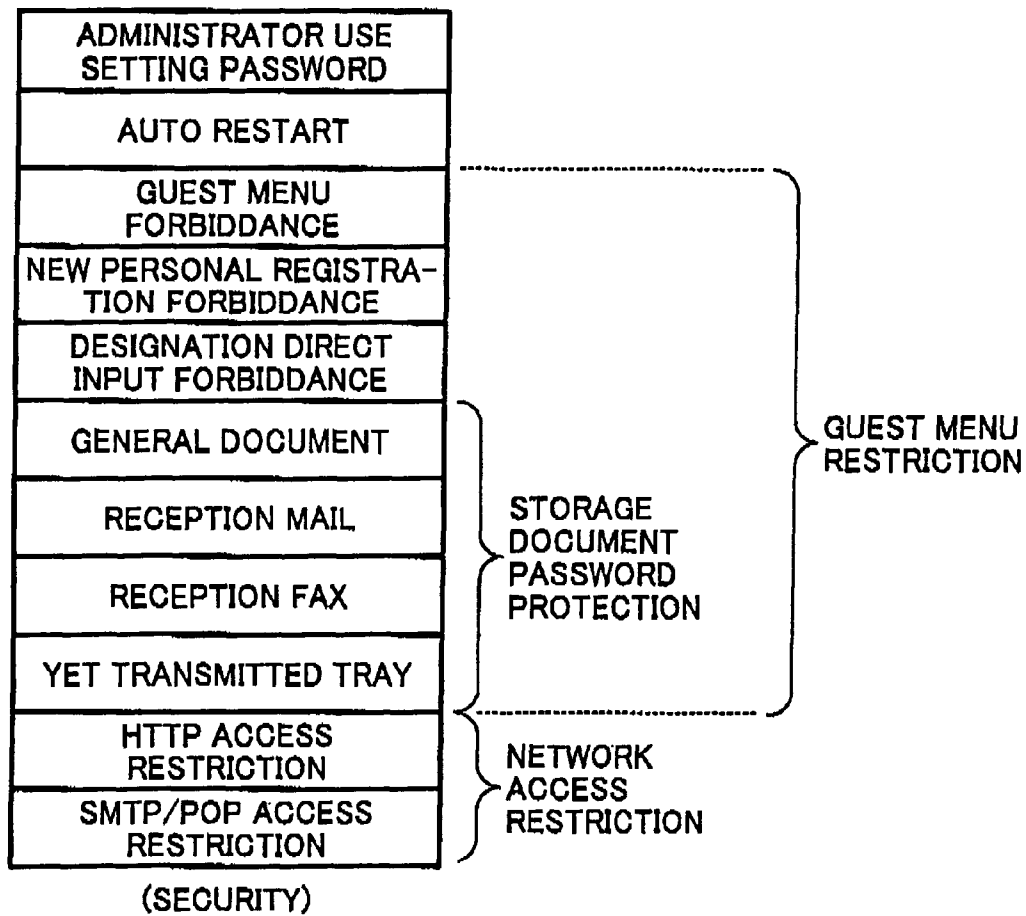 ADMINISTRATOR USE
SETTING PASSWORD
AUTO RESTART
GUEST MENU
FORBIDDANCE
NEW PERSONAL REGISTRA-
TION FORBIDDANCE
DESIGNATION DIRECT
INPUT FORBIDDANCE
GENERAL DOCUMENT
RECEPTION MAIL
RECEPTION FAX
YET TRANSMITTED TRAY
HTTP ACCESS
RESTRICTION
SMTP/POP ACCESS
RESTRICTION
STORAGE
DOCUMENT
PASSWORD
PROTECTION
NETWORK
ACCESS
RESTRICTION
GUEST MENU
RESTRICTION
(SECURITY)